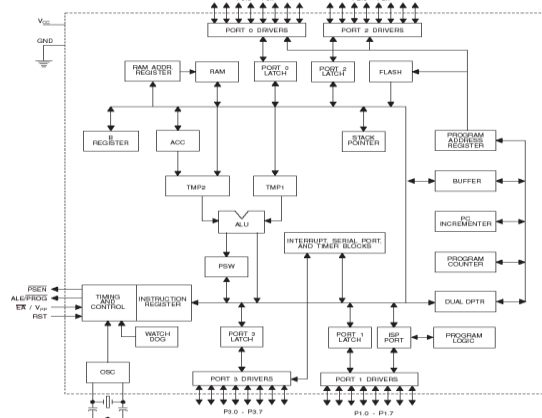 VCC
GND
PORT 0 DRIVERS
PORT 2 DRIVERS
RAM ADDR.
REGISTER
RAM
PORT 0
LATCH
PORT 2
LATCH
FLASH
B
REGISTER
ACC
STACK
POINTER
PROGRAM
ADDRESS
REGISTER
TMP2
TMP1
BUFFER
ALU
PC
INCREMENTER
INTERRUPT, SERIAL PORT,
AND TIMER BLOCKS
PSW
PROGRAM
COUNTER
PSEN
ALE/PROG
EA / VPP
RST
TIMING
AND
CONTROL
INSTRUCTION
REGISTER
DUAL DPTR
WATCH
DOG
PORT 3
LATCH
PORT 1
LATCH
ISP
PORT
PROGRAM
LOGIC
OSC
PORT 3 DRIVERS
PORT 1 DRIVERS
P3.0 - P3.7
P1.0 - P1.7